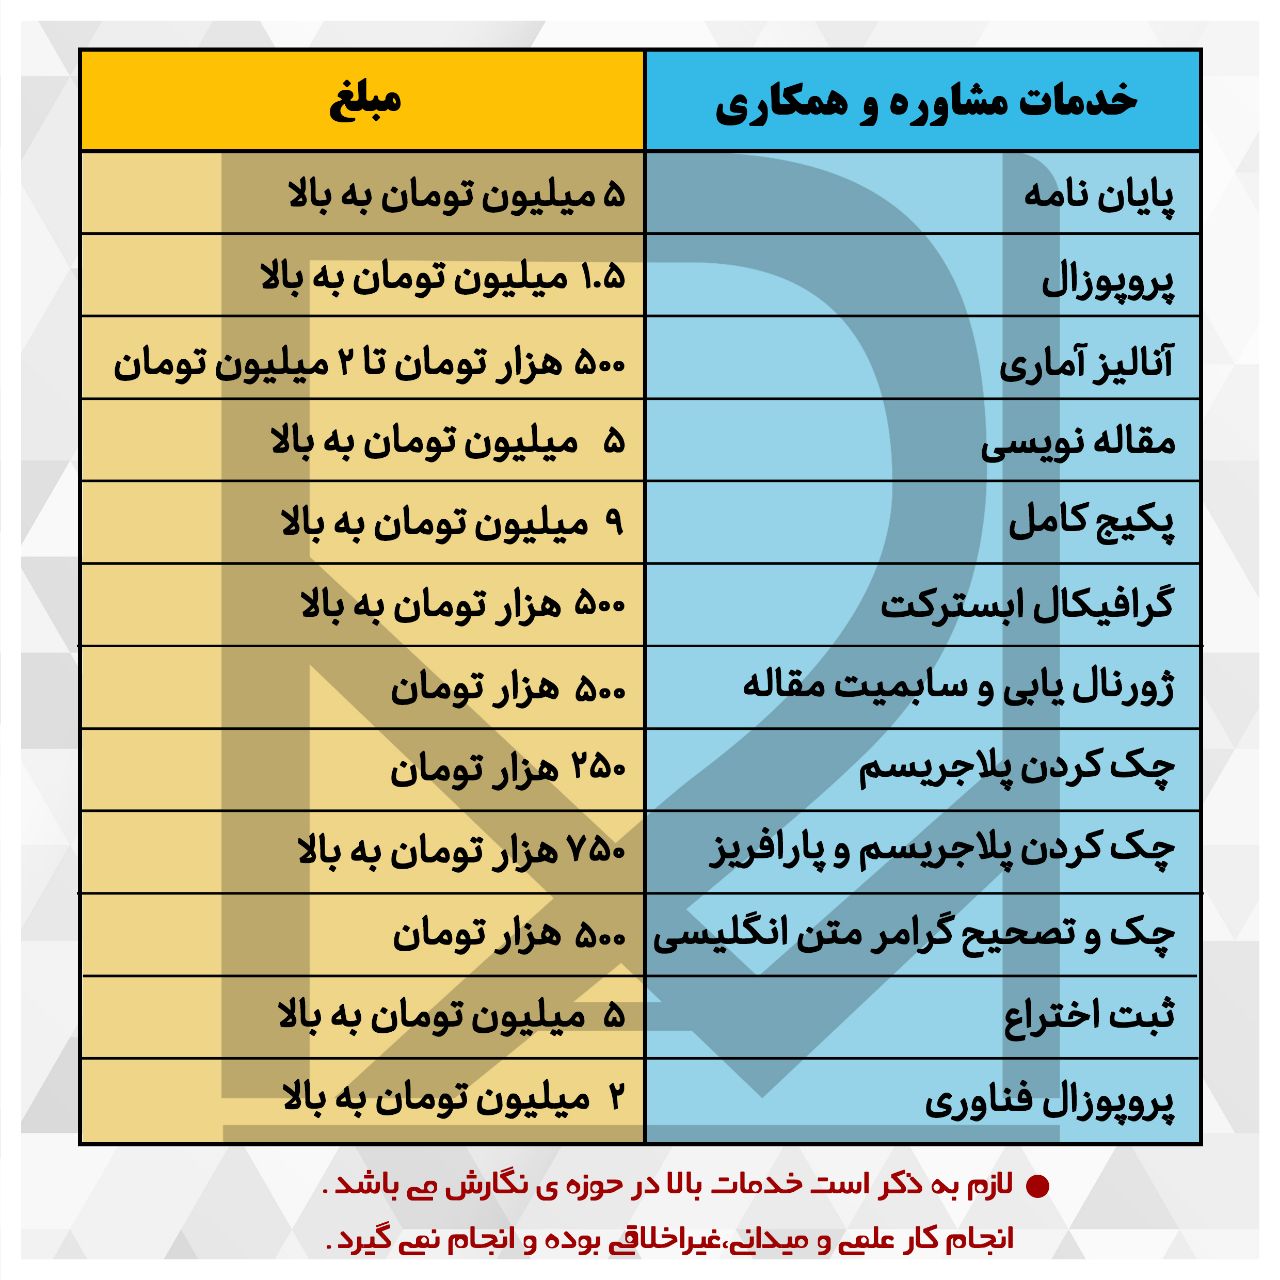 خدمات مشاوره و همکاری	مبلغ
پایان نامه	۵ میلیون تومان به بالا
پروپوزال	۱.۵ میلیون تومان به بالا
آنالیز آماری	۵۰۰ هزار تومان تا ۲ میلیون تومان
مقاله نویسی	۵ میلیون تومان به بالا
پکیج کامل	۹ میلیون تومان به بالا
گرافیکال ابسترکت	۵۰۰ هزار تومان به بالا
ژورنال یابی و سابمیت مقاله	۵۰۰ هزار تومان
چک کردن پلاجریسم	۲۵۰ هزار تومان
چک کردن پلاجریسم و پارافریز	۷۵۰ هزار تومان به بالا
چک و تصحیح گرامر متن انگلیسی	۵۰۰ هزار تومان
ثبت اختراع	۵ میلیون تومان به بالا
پروپوزال فناوری	۲ میلیون تومان به بالا
● لازم به ذکر است خدمات بالا در حوزه ی نگارش می باشد .
انجام کار علمی و میدانی،غیراخلاقی بوده و انجام نمی گیرد .